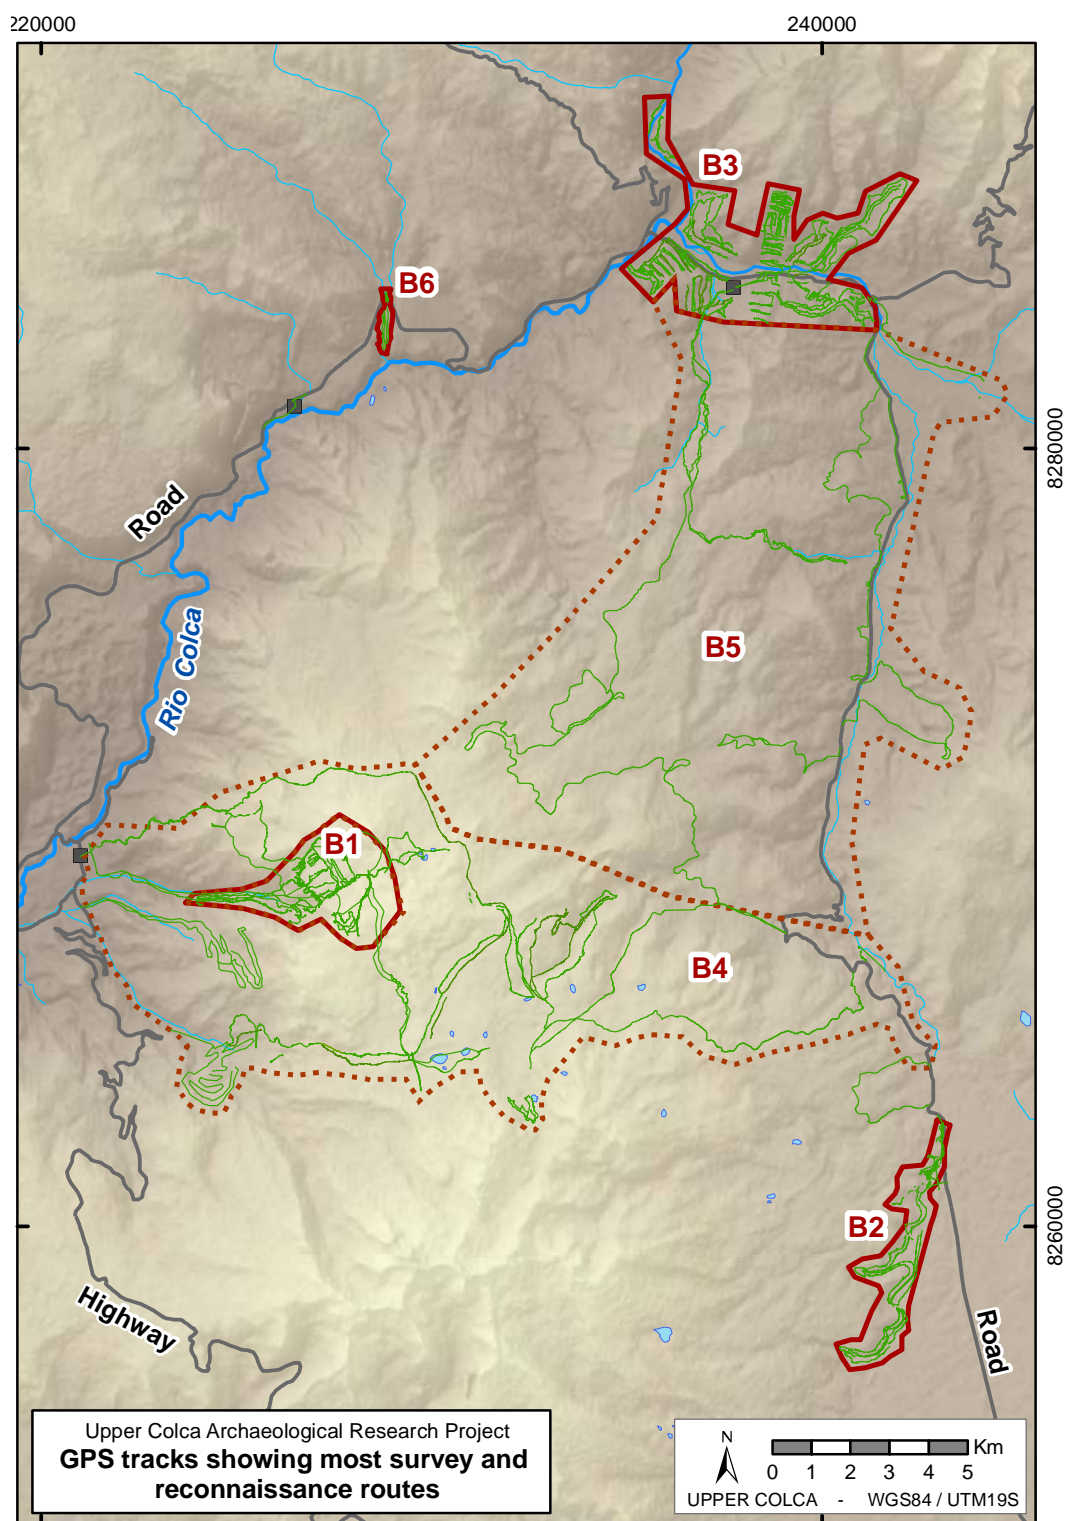 220000
240000
B3
B6
8280000
Road
Rio Colca
B5
B1
B4
B2
8260000
Highway
Road
Upper Colca Archaeological Research Project
GPS tracks showing most survey and
reconnaissance routes
N
Km
0 1 2 3 4 5
UPPER COLCA - WGS84 / UTM19S